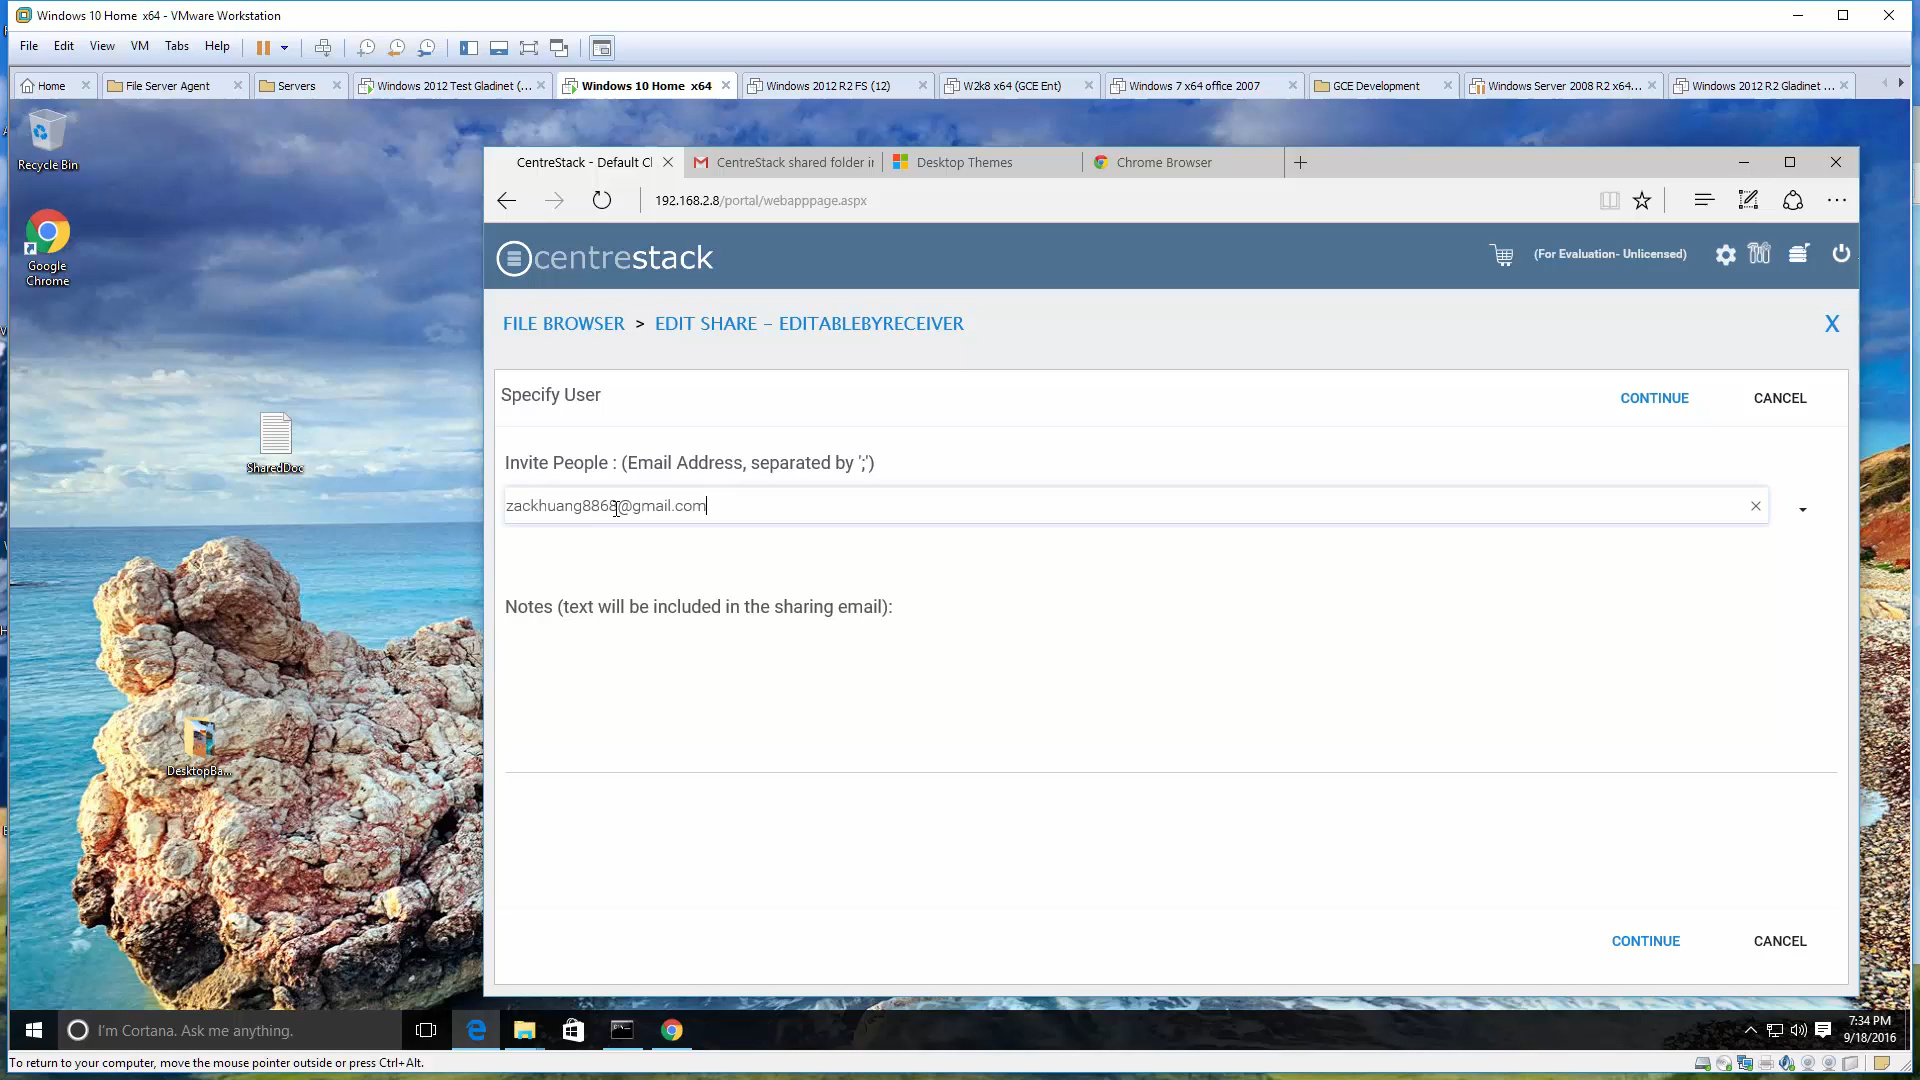 Windows 10 Home x64 - VMware Workstation
File Edit View VM Tabs Help
Home File Server Agent Servers Windows 2012 Test Gladinet (... Windows 10 Home x64 Windows 2012 R2 FS (12) W2k8 x64 (GCE Ent) Windows 7 x64 office 2007 GCE Development Windows Server 2008 R2 x64... Windows 2012 R2 Gladinet ...
Recycle Bin
Google
Chrome
SharedDoc
DesktopBa...
CentreStack - Default Cl CentreStack shared folder in Desktop Themes Chrome Browser
192.168.2.8/portal/webapppage.aspx
centrestack
(For Evaluation- Unlicensed)
FILE BROWSER > EDIT SHARE - EDITABLEBYRECEIVER X
Specify User CONTINUE CANCEL
Invite People : (Email Address, separated by ';')
zackhuang8868@gmail.com
Notes (text will be included in the sharing email):
CONTINUE CANCEL
I'm Cortana. Ask me anything.
7:34 PM
9/18/2016
To return to your computer, move the mouse pointer outside or press Ctrl+Alt.